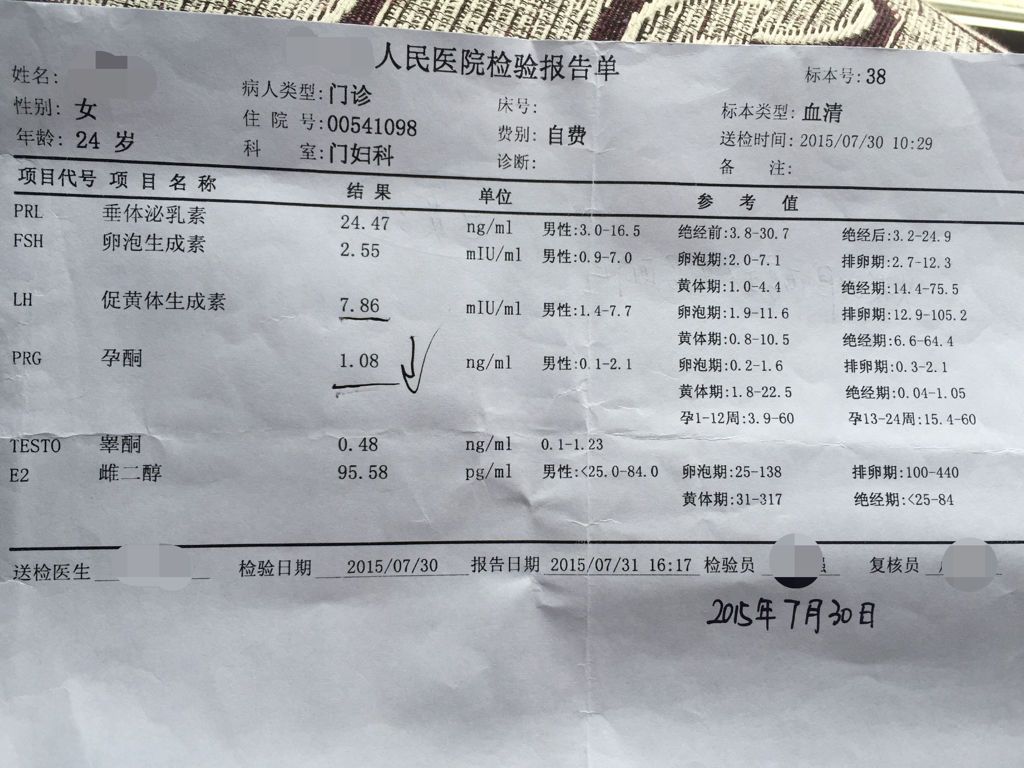 人民医院检验报告单
姓名: 标本号:38
性别: 女 病人类型:门诊 床号: 标本类型:血清
年龄: 24 岁 住院号:00541098 费别: 自费 送检时间: 2015/07/30 10:29
科室:门妇科 诊断: 备注:
项目代号 项目名称 结果 单位 参考值
PRL 垂体泌乳素 24.47 ng/ml 男性:3.0-16.5 绝经前:3.8-30.7 绝经后:3.2-24.9
FSH 卵泡生成素 2.55 mIU/ml 男性:0.9-7.0 卵泡期:2.0-7.1 排卵期:2.7-12.3
黄体期:1.0-4.4 绝经期:14.4-75.5
LH 促黄体生成素 7.86 mIU/ml 男性:1.4-7.7 卵泡期:1.9-11.6 排卵期:12.9-105.2
黄体期:0.8-10.5 绝经期:6.6-64.4
PRG 孕酮 1.08 ng/ml 男性:0.1-2.1 卵泡期:0.2-1.6 排卵期:0.3-2.1
黄体期:1.8-22.5 绝经期:0.04-1.05
孕1-12周:3.9-60 孕13-24周:15.4-60
TESTO 睾酮 0.48 ng/ml 0.1-1.23
E2 雌二醇 95.58 pg/ml 男性:<25.0-84.0 卵泡期:25-138 排卵期:100-440
黄体期:31-317 绝经期:<25-84
送检医生 检验日期 2015/07/30 报告日期 2015/07/31 16:17 检验员 复核员
2015年7月30日